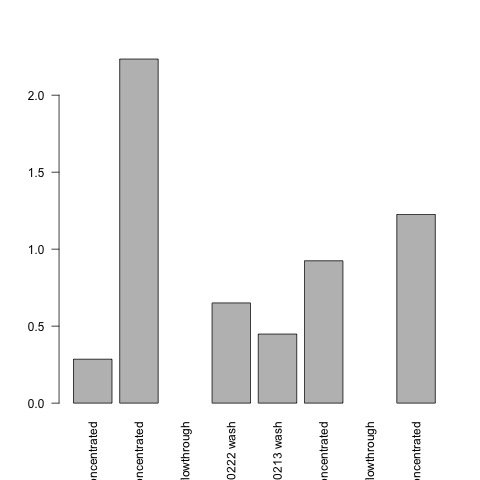 2.0
1.5
1.0
0.5
0.0
oncentrated
oncentrated
lowthrough
0222 wash
0213 wash
oncentrated
lowthrough
oncentrated